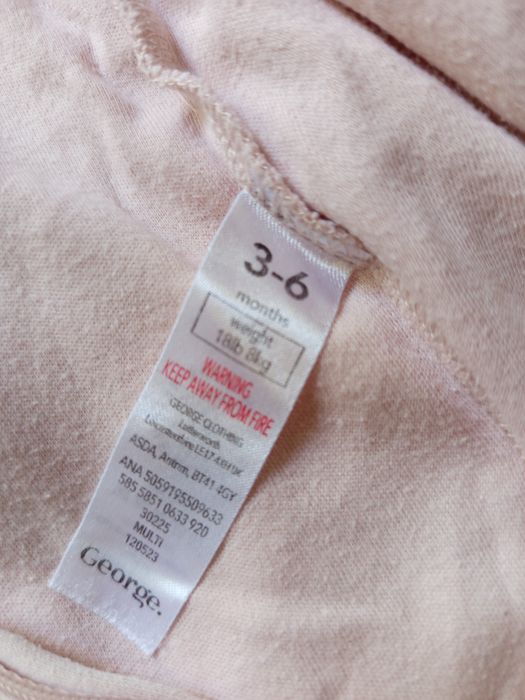 3-6
months
weight
18lb 8kg
WARNING
KEEP AWAY FROM FIRE
GEORGE CLOTHING
Lutterworth
Leicestershire LE17 4XH UK
ASDA, Antrim, BT41 4GY
ANA 5059195509633
585 5851 0633 920
30225
MULTI
120523
George.